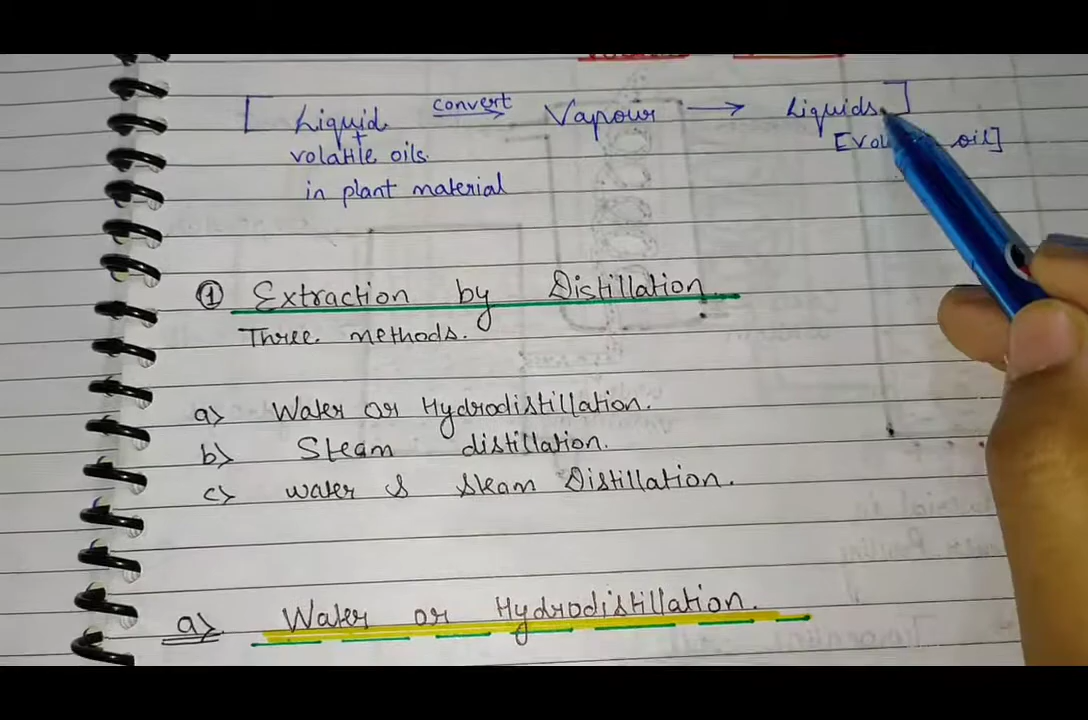 [ Liquid convert → Vapour → Liquids ]
+
volatile oils. [Vol oil]
in plant material
① Extraction by Distillation
Three methods.
a) Water or Hydrodistillation.
b) Steam distillation.
c) water & steam Distillation.
a) Water or Hydrodistillation.